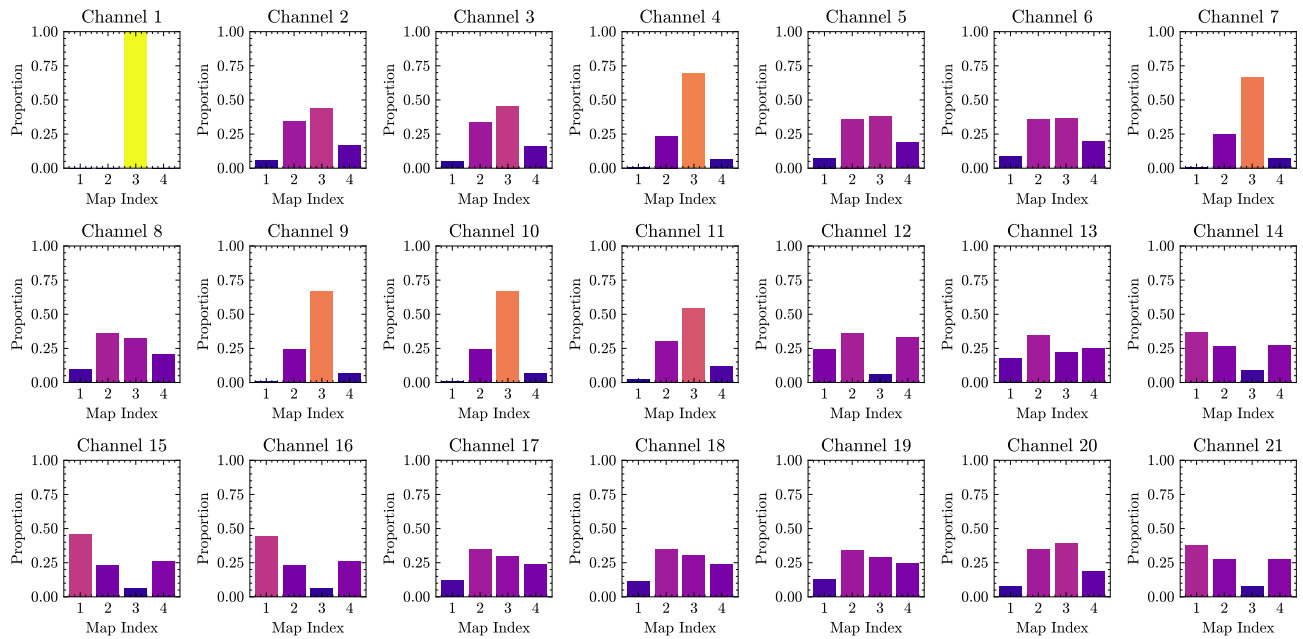 Channel 1 Channel 2 Channel 3 Channel 4 Channel 5 Channel 6 Channel 7
1.00 1.00 1.00 1.00 1.00 1.00 1.00
0.75 0.75 0.75 0.75 0.75 0.75 0.75
0.50 0.50 0.50 0.50 0.50 0.50 0.50
0.25 0.25 0.25 0.25 0.25 0.25 0.25
0.00 0.00 0.00 0.00 0.00 0.00 0.00
Proportion Proportion Proportion Proportion Proportion Proportion Proportion
1 2 3 4 1 2 3 4 1 2 3 4 1 2 3 4 1 2 3 4 1 2 3 4 1 2 3 4
Map Index Map Index Map Index Map Index Map Index Map Index Map Index
Channel 8 Channel 9 Channel 10 Channel 11 Channel 12 Channel 13 Channel 14
1.00 1.00 1.00 1.00 1.00 1.00 1.00
0.75 0.75 0.75 0.75 0.75 0.75 0.75
0.50 0.50 0.50 0.50 0.50 0.50 0.50
0.25 0.25 0.25 0.25 0.25 0.25 0.25
0.00 0.00 0.00 0.00 0.00 0.00 0.00
Proportion Proportion Proportion Proportion Proportion Proportion Proportion
1 2 3 4 1 2 3 4 1 2 3 4 1 2 3 4 1 2 3 4 1 2 3 4 1 2 3 4
Map Index Map Index Map Index Map Index Map Index Map Index Map Index
Channel 15 Channel 16 Channel 17 Channel 18 Channel 19 Channel 20 Channel 21
1.00 1.00 1.00 1.00 1.00 1.00 1.00
0.75 0.75 0.75 0.75 0.75 0.75 0.75
0.50 0.50 0.50 0.50 0.50 0.50 0.50
0.25 0.25 0.25 0.25 0.25 0.25 0.25
0.00 0.00 0.00 0.00 0.00 0.00 0.00
Proportion Proportion Proportion Proportion Proportion Proportion Proportion
1 2 3 4 1 2 3 4 1 2 3 4 1 2 3 4 1 2 3 4 1 2 3 4 1 2 3 4
Map Index Map Index Map Index Map Index Map Index Map Index Map Index